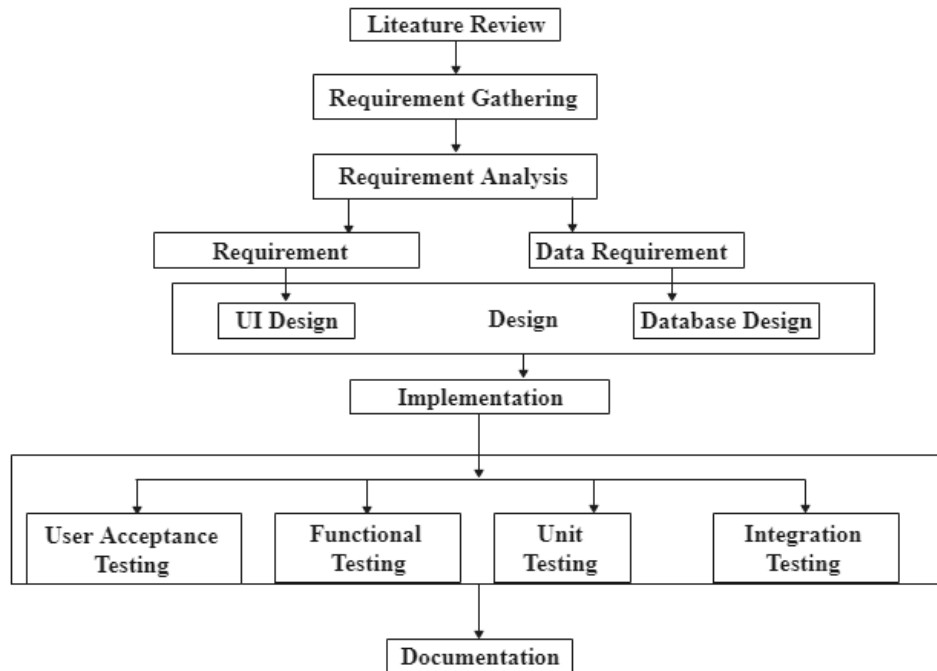 Liteature Review
Requirement Gathering
Requirement Analysis
Requirement
Data Requirement
UI Design
Design
Database Design
Implementation
User Acceptance
Testing
Functional
Testing
Unit
Testing
Integration
Testing
Documentation